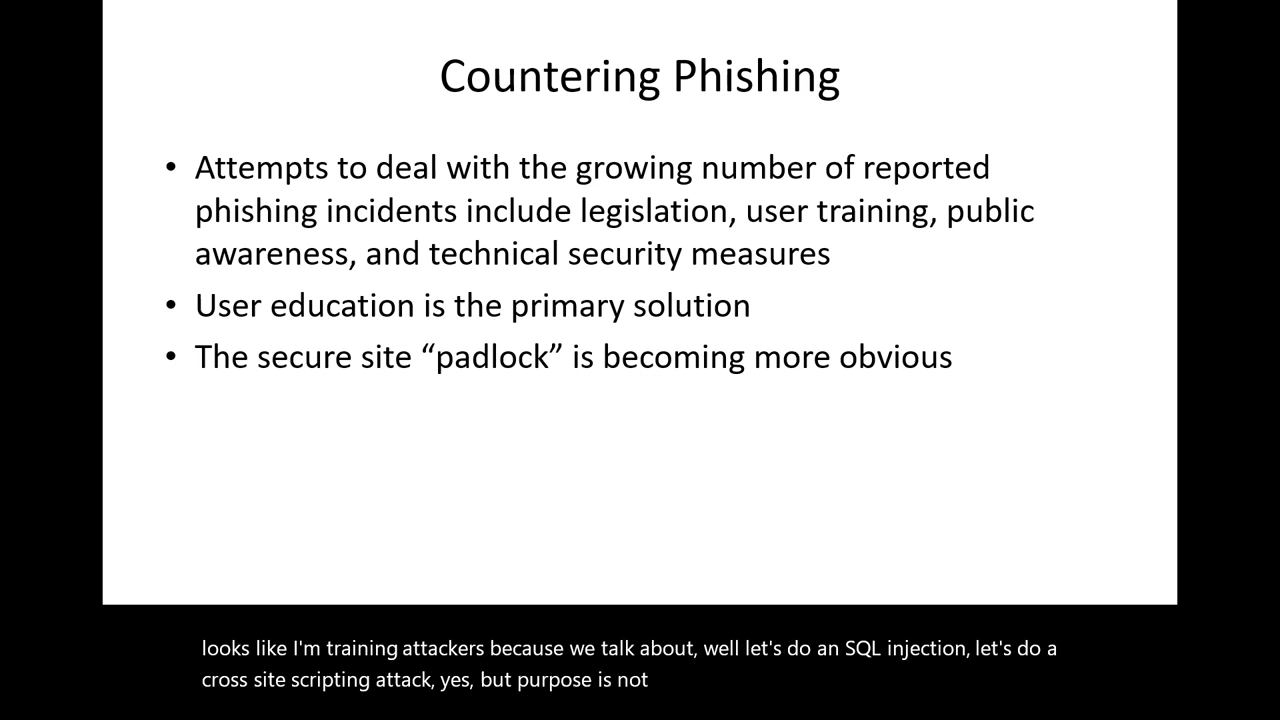 Countering Phishing
• Attempts to deal with the growing number of reported
phishing incidents include legislation, user training, public
awareness, and technical security measures
• User education is the primary solution
• The secure site “padlock” is becoming more obvious
looks like I'm training attackers because we talk about, well let's do an SQL injection, let's do a
cross site scripting attack, yes, but purpose is not